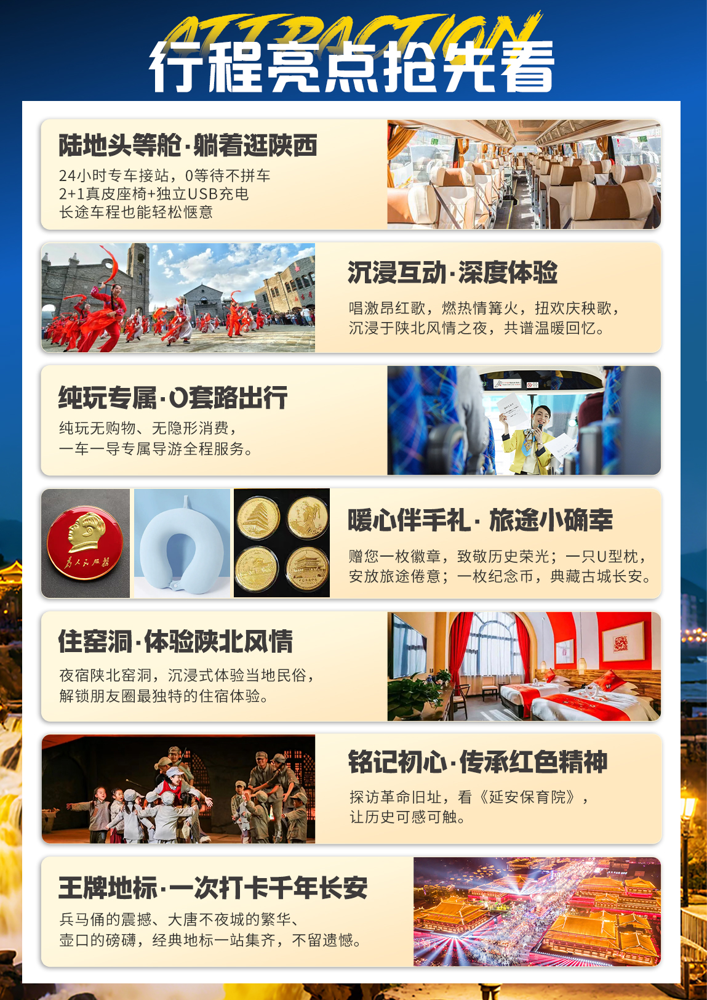 ATTRACTION
行程亮点抢先看
陆地头等舱·躺着逛陕西
24小时专车接站，0等待不拼车
2+1真皮座椅+独立USB充电
长途车程也能轻松惬意
沉浸互动·深度体验
唱激昂红歌，燃热情篝火，扭欢庆秧歌，
沉浸于陕北风情之夜，共谱温暖回忆。
纯玩专属·0套路出行
纯玩无购物、无隐形消费，
一车一导专属导游全程服务。
为人民服务
暖心伴手礼·旅途小确幸
赠您一枚徽章，致敬历史荣光；一只U型枕，
安放旅途倦意；一枚纪念币，典藏古城长安。
住窑洞·体验陕北风情
夜宿陕北窑洞，沉浸式体验当地民俗，
解锁朋友圈最独特的住宿体验。
铭记初心·传承红色精神
探访革命旧址，看《延安保育院》，
让历史可感可触。
王牌地标·一次打卡千年长安
兵马俑的震撼、大唐不夜城的繁华、
壶口的磅礴，经典地标一站集齐，不留遗憾。